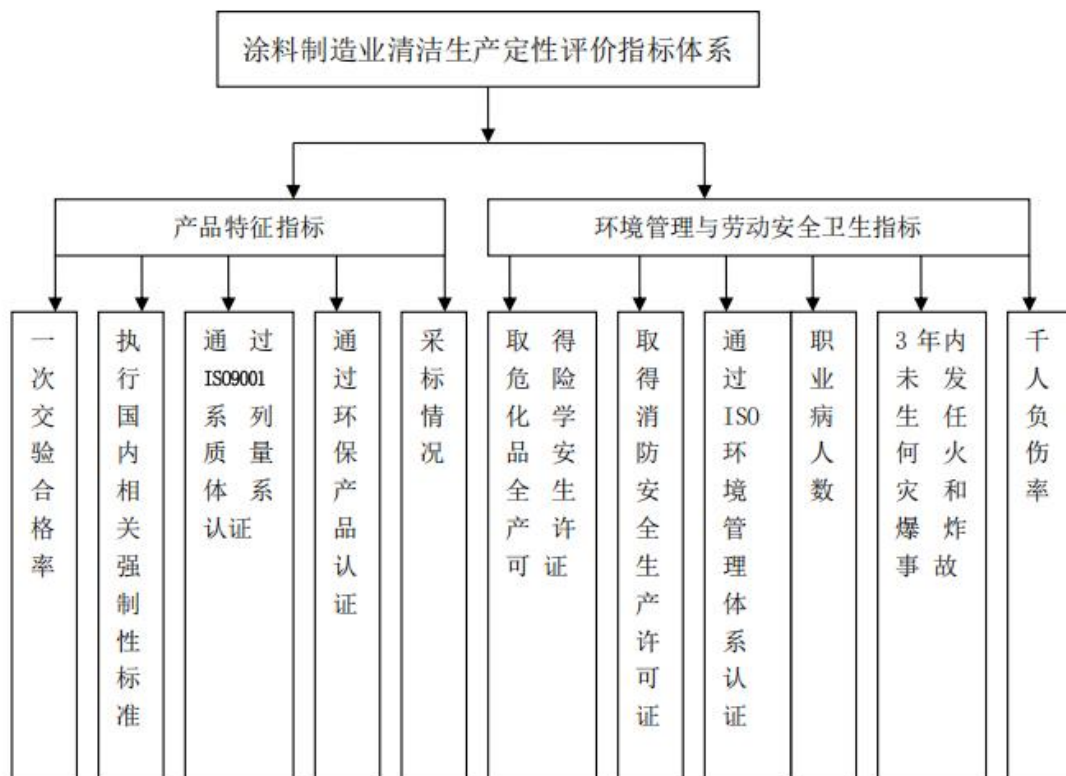 涂料制造业清洁生产定性评价指标体系
产品特征指标
环境管理与劳动安全卫生指标
一次交验合格率
执行国内相关强制性标准
通过
ISO9001
系列
质量
体系
认证
通过环保产品认证
采标情况
取得
危险
化学
品安
全生
产许
可证
取得消防安全生产许可证
通过ISO环境管理体系认证
职业病人数
3年内
未发
生任
何火
灾和
爆炸
事故
千人负伤率